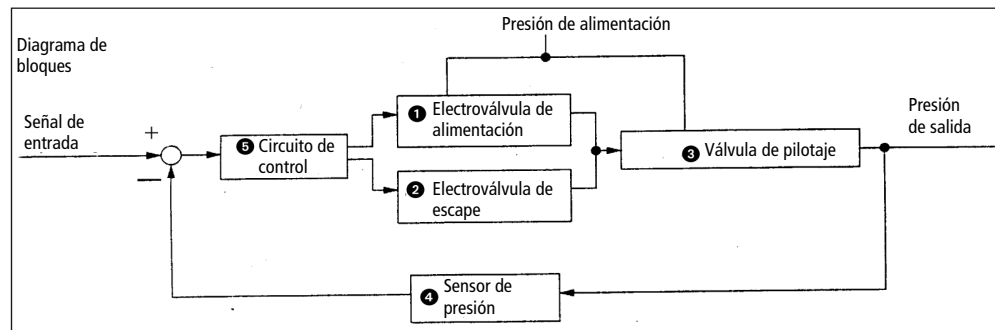 Presión de alimentación
Diagrama de
bloques
Señal de
entrada
+
—
❺ Circuito de
control
❶ Electroválvula de
alimentación
❷ Electroválvula de
escape
❸ Válvula de pilotaje
Presión
de salida
❹ Sensor de
presión